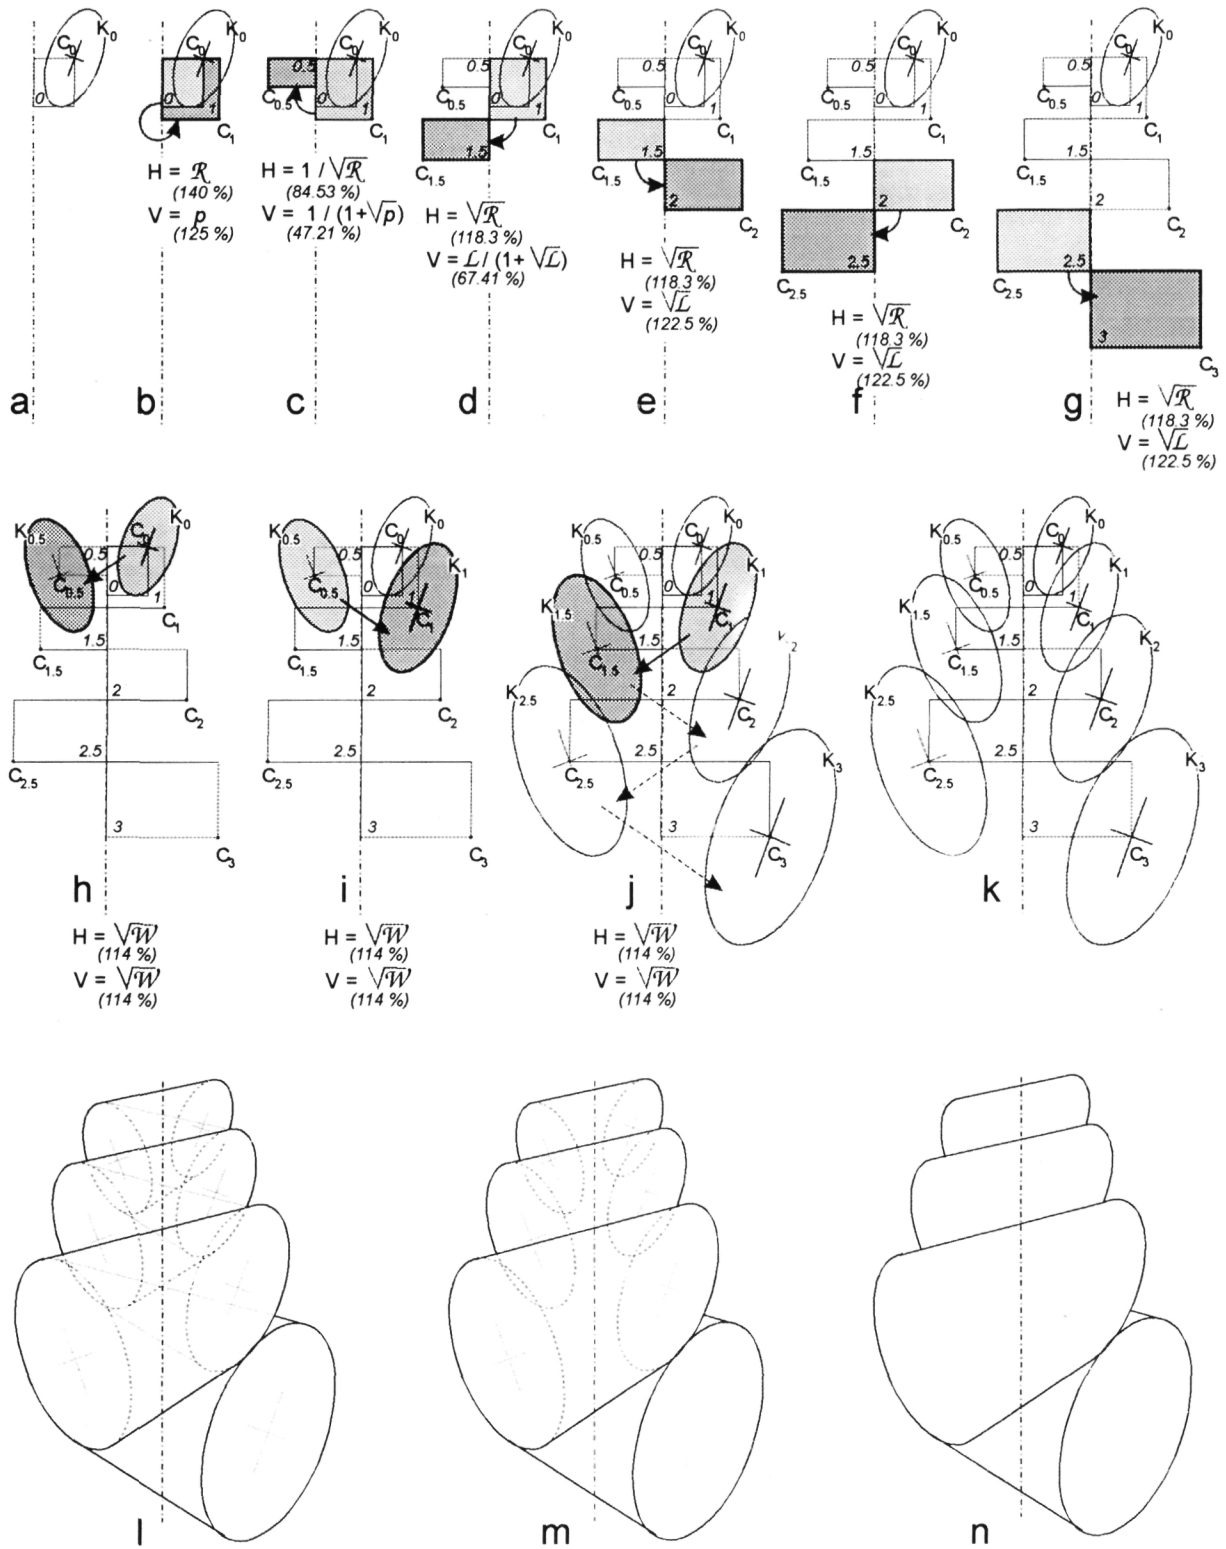 K0
C0
0
a
K0
C0
0
1
C1
H = R
(140 %)
V = p
(125 %)
b
K0
C0
0.5
0
1
C0.5
C1
H = 1 / √R
(84.53 %)
V = 1 / (1+√p)
(47.21 %)
c
K0
C0
0.5
0
1
C0.5
C1
1.5
C1.5
H = √R
(118.3 %)
V = L / (1+ √L)
(67.41 %)
d
K0
C0
0.5
0
1
C0.5
C1
1.5
C1.5
2
C2
H = √R
(118.3 %)
V = √L
(122.5 %)
e
K0
C0
0.5
0
1
C0.5
C1
1.5
C1.5
2
C2
2.5
C2.5
H = √R
(118.3 %)
V = √L
(122.5 %)
f
K0
C0
0.5
0
1
C0.5
C1
1.5
C1.5
2
C2
2.5
C2.5
3
C3
H = √R
(118.3 %)
V = √L
(122.5 %)
g
K0.5
K0
C0
0.5
C0.5
0
1
C1
1.5
C1.5
2
C2
2.5
C2.5
3
C3
h
H = √W
(114 %)
V = √W
(114 %)
K0.5
K0
C0
0.5
K1
C0.5
0
1
C1
1.5
C1.5
2
C2
2.5
C2.5
3
C3
i
H = √W
(114 %)
V = √W
(114 %)
K0.5
K0
C0
0.5
K1
C0.5
0
1
K1.5
C1
1.5
C1.5
K2.5
2
C2
2.5
K3
C2.5
3
C3
j
H = √W
(114 %)
V = √W
(114 %)
K0.5
K0
C0
0.5
K1
C0.5
0
1
K1.5
C1
1.5
K2
C1.5
K2.5
2
C2
2.5
K3
C2.5
3
C3
k
l
m
n